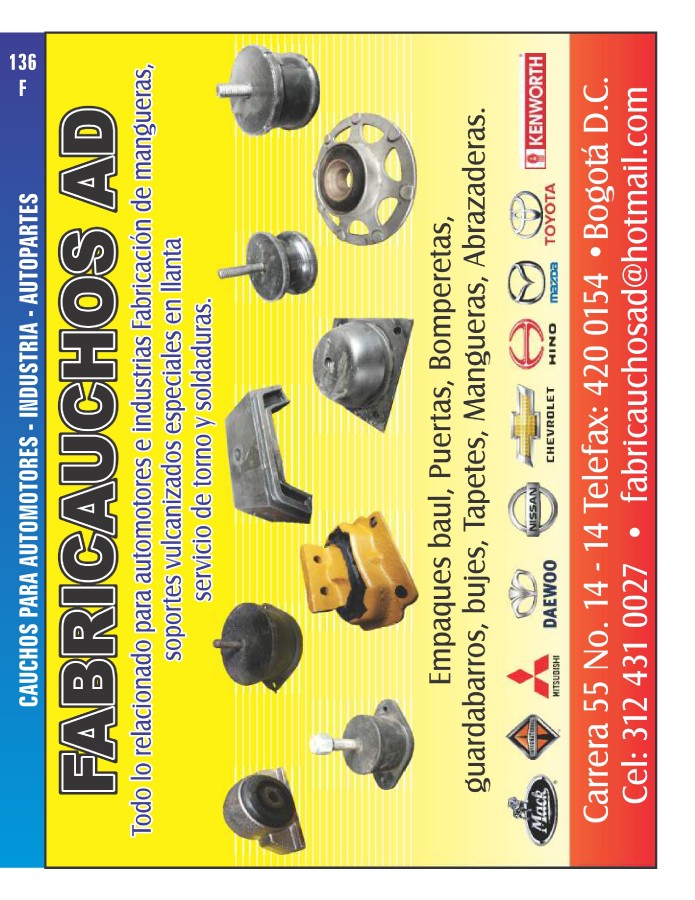 136
F
CAUCHOS PARA AUTOMOTORES - INDUSTRIA - AUTOPARTES
FABRICAUCHOS AD
Todo lo relacionado para automotores e industrias Fabricación de mangueras,
soportes vulcanizados especiales en llanta
servicio de torno y soldaduras.
Empaques baul, Puertas, Bomperetas,
guardabarros, bujes, Tapetes, Mangueras, Abrazaderas.
Mack INTERNATIONAL MITSUBISHI DAEWOO NISSAN CHEVROLET HINO mazda TOYOTA KENWORTH
Carrera 55 No. 14 - 14 Telefax: 420 0154 • Bogotá D.C.
Cel: 312 431 0027 • fabricauchosad@hotmail.com